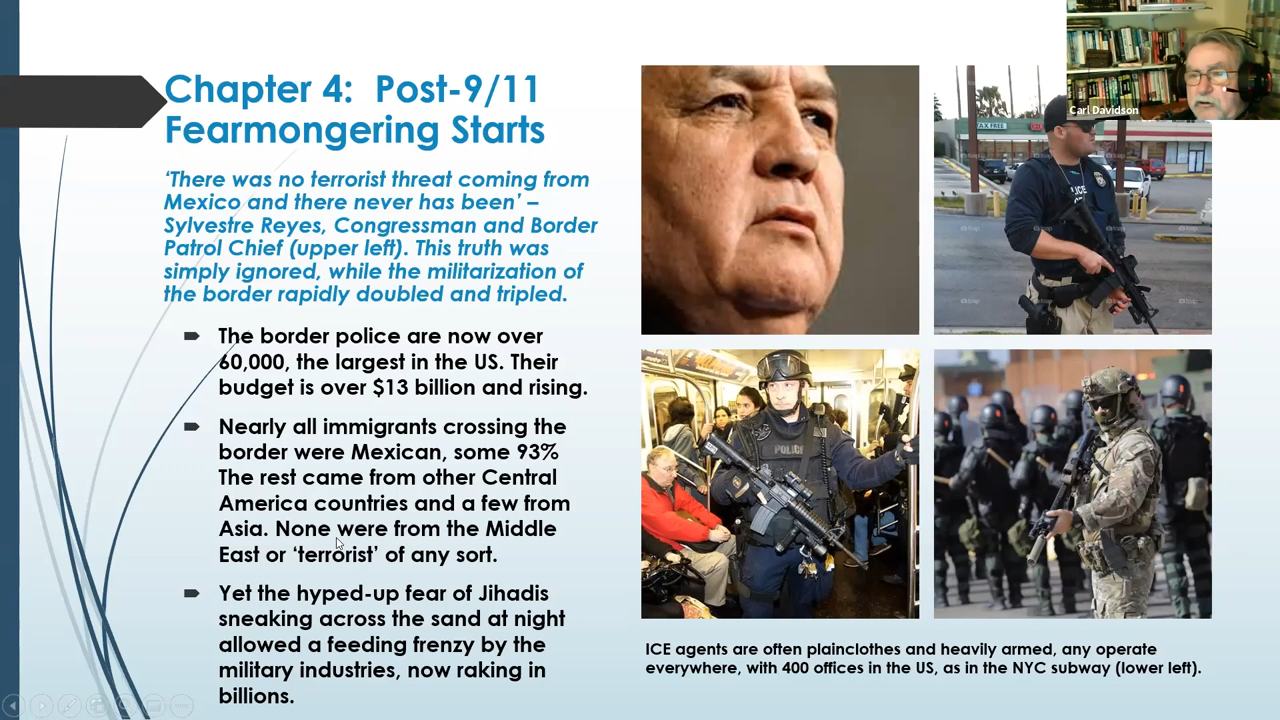 Chapter 4: Post-9/11
Fearmongering Starts
‘There was no terrorist threat coming from
Mexico and there never has been’ –
Sylvestre Reyes, Congressman and Border
Patrol Chief (upper left). This truth was
simply ignored, while the militarization of
the border rapidly doubled and tripled.
The border police are now over
60,000, the largest in the US. Their
budget is over $13 billion and rising.
Nearly all immigrants crossing the
border were Mexican, some 93%
The rest came from other Central
America countries and a few from
Asia. None were from the Middle
East or ‘terrorist’ of any sort.
Yet the hyped-up fear of Jihadis
sneaking across the sand at night
allowed a feeding frenzy by the
military industries, now raking in
billions.
Carl Davidson
TAX FREE
POLICE
ICE agents are often plainclothes and heavily armed, any operate
everywhere, with 400 offices in the US, as in the NYC subway (lower left).